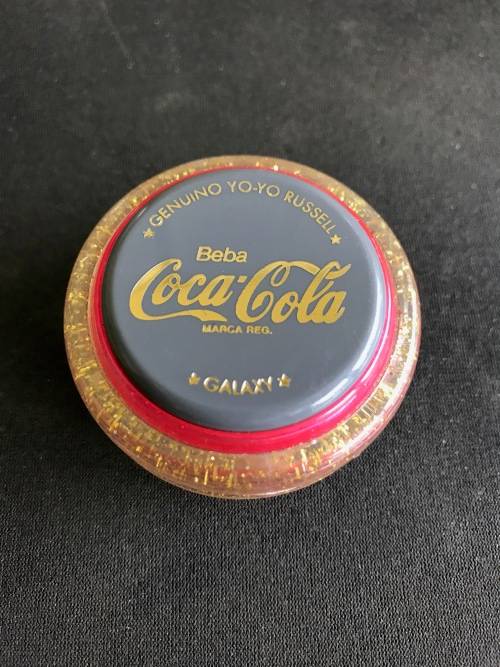 ★ GENUINO YO-YO RUSSELL ★
Beba
Coca-Cola
MARCA REG.
★ GALAXY ★